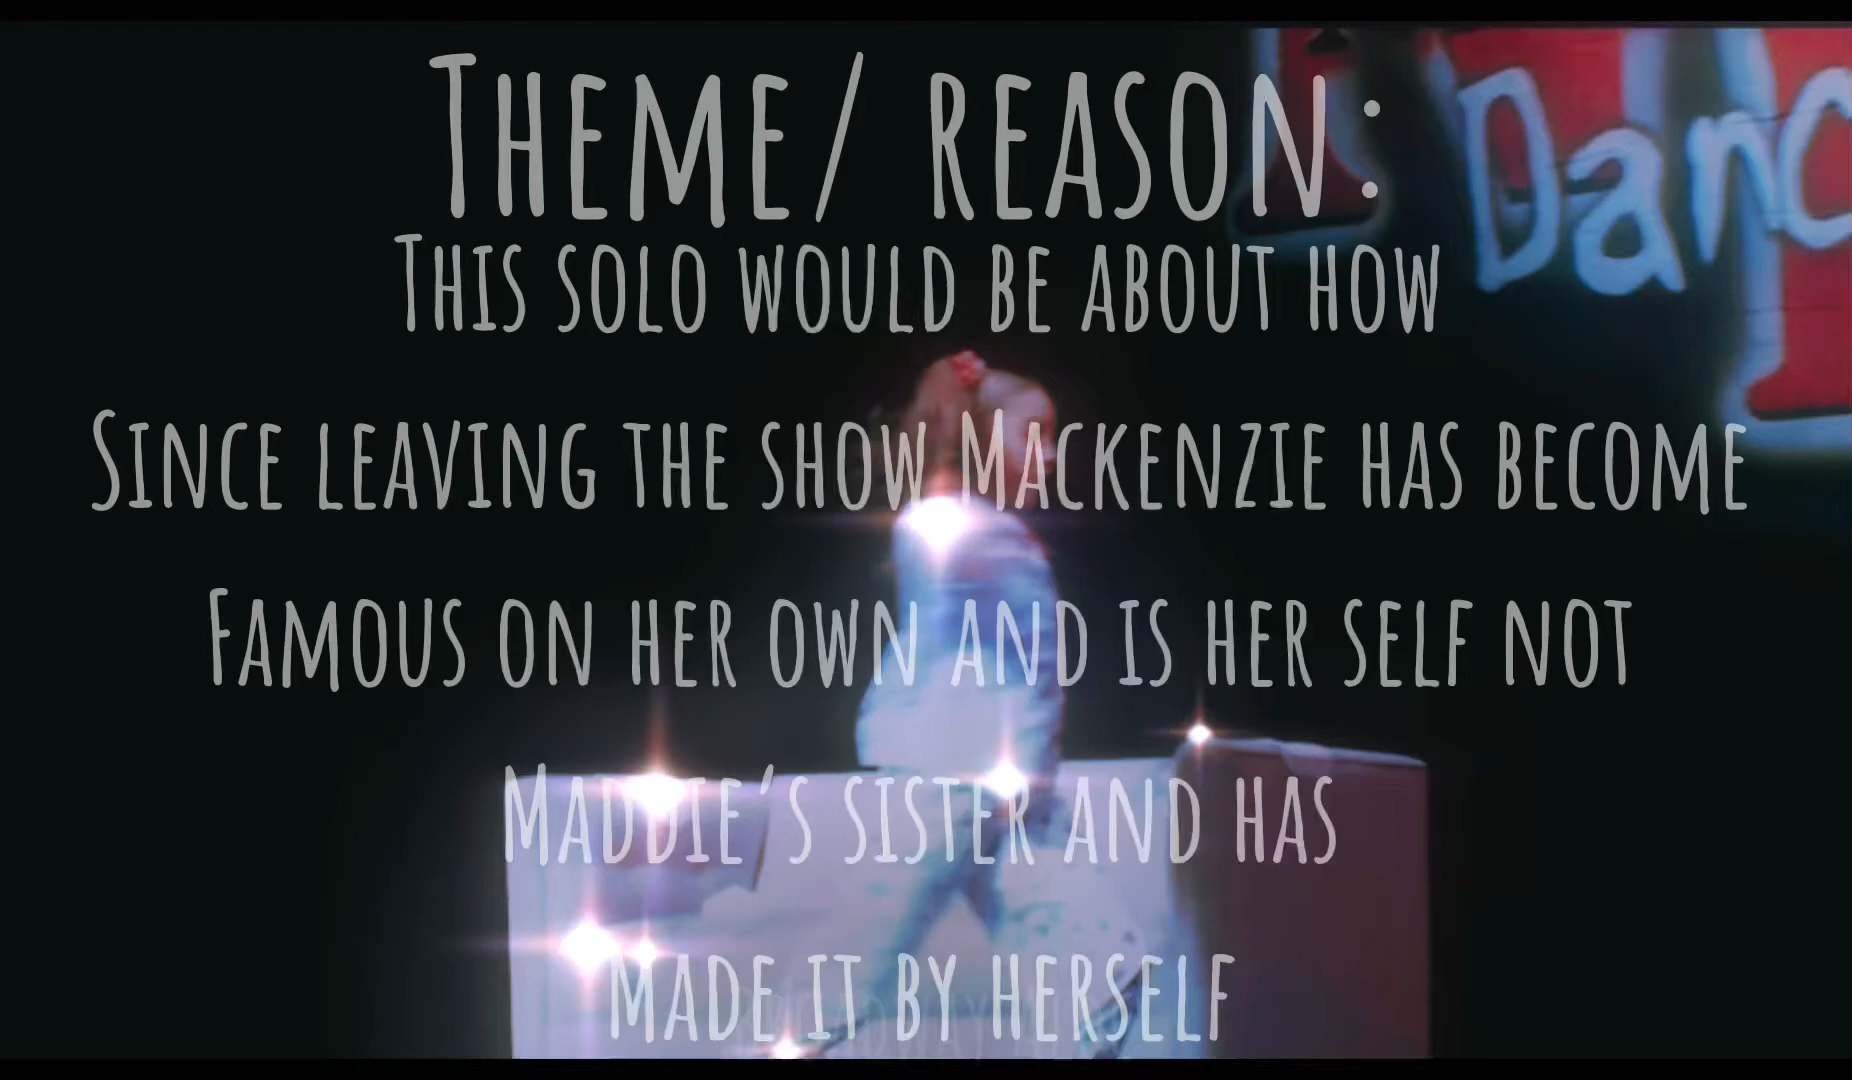 Theme/ reason:
Danc
This solo would be about how
Since leaving the show Mackenzie has become
Famous on her own and is her self not
Maddie's sister and has
made it by herself